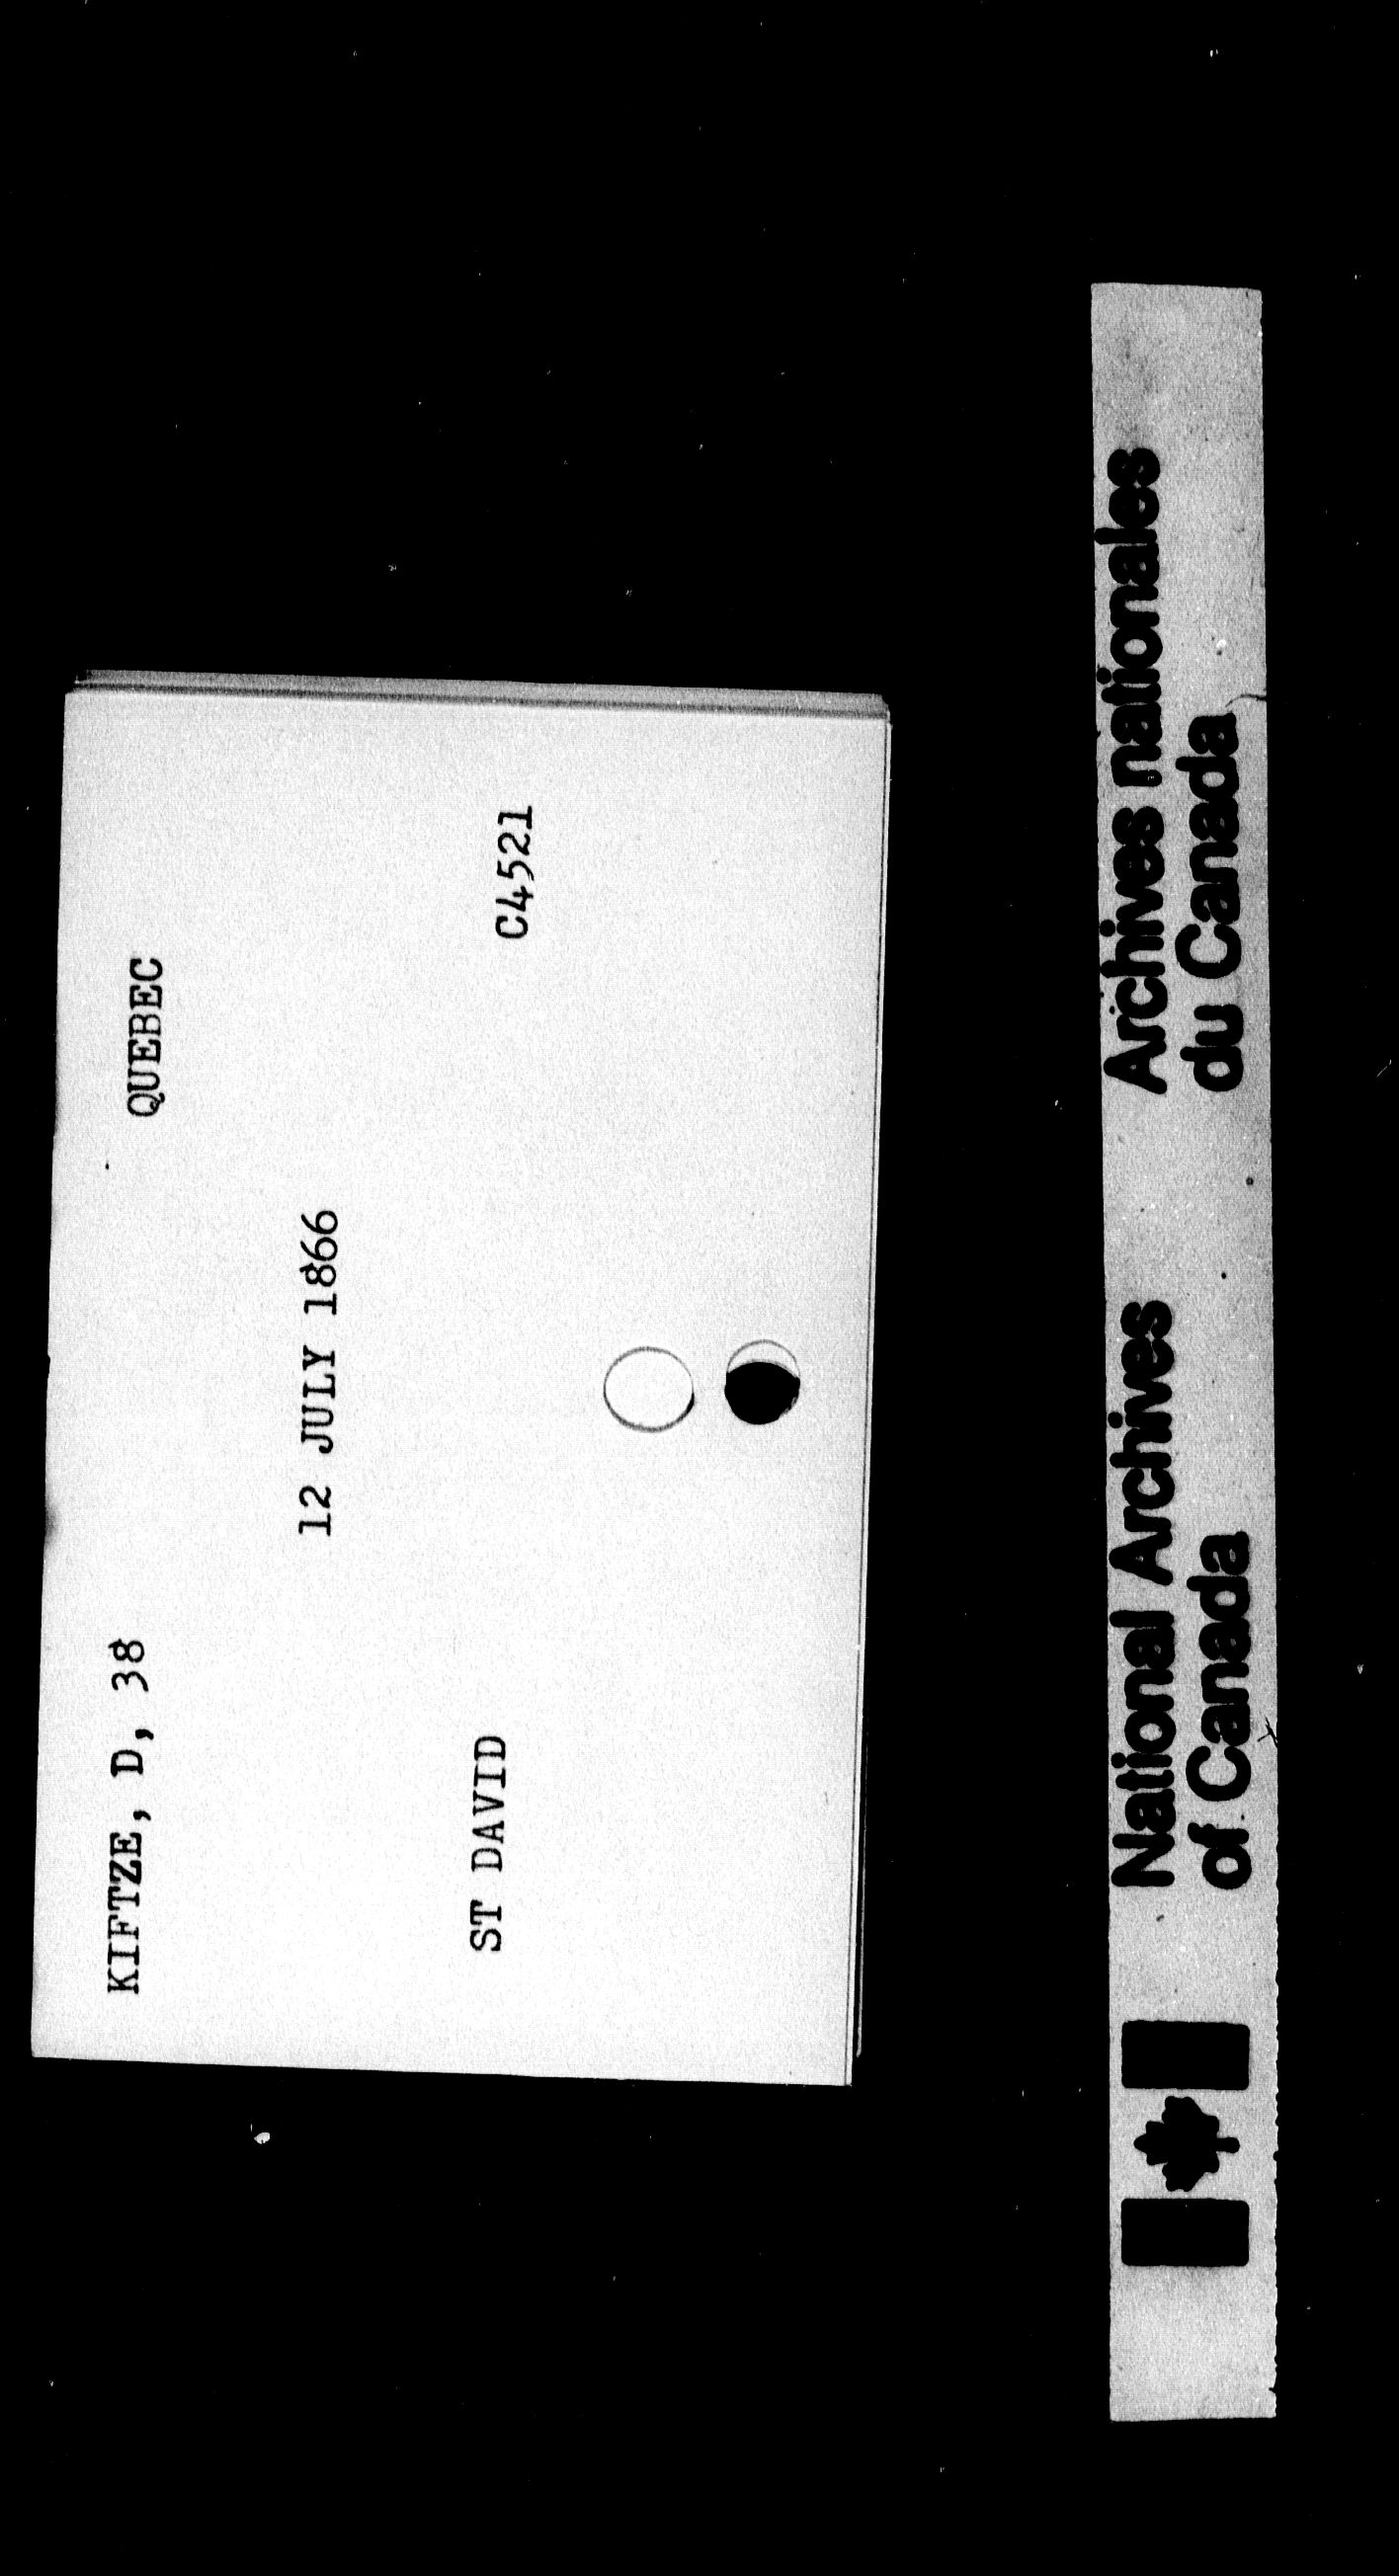 KIFTZE, D, 38 QUEBEC
12 JULY 1866
ST DAVID C4521
National Archives
of Canada
Archives nationales
du Canada